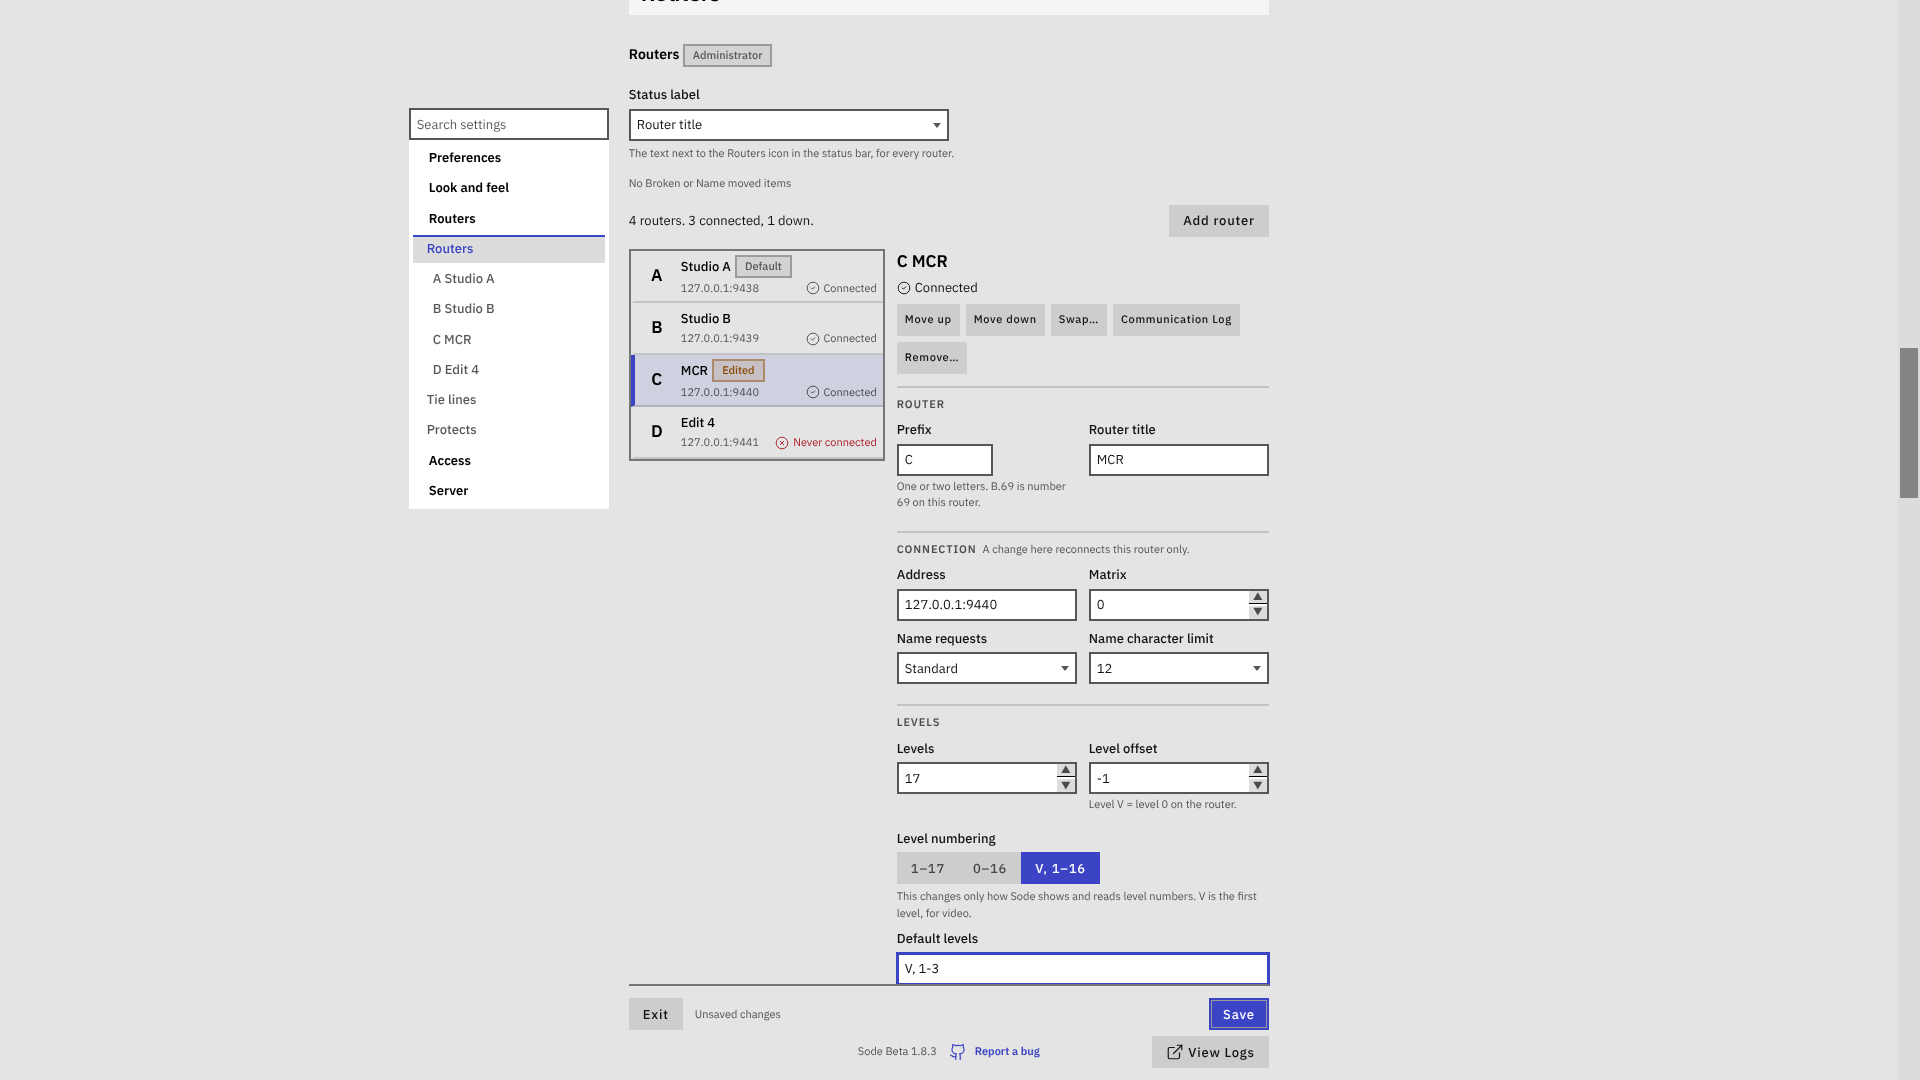 Routers
Routers Administrator
Status label
Search settings
Router title
The text next to the Routers icon in the status bar, for every router.
Preferences
Look and feel
Routers
Routers
A Studio A
B Studio B
C MCR
D Edit 4
Tie lines
Protects
Access
Server
No Broken or Name moved items
4 routers. 3 connected, 1 down.
Add router
A Studio A Default
127.0.0.1:9438 Connected
B Studio B
127.0.0.1:9439 Connected
C MCR Edited
127.0.0.1:9440 Connected
D Edit 4
127.0.0.1:9441 Never connected
C MCR
Connected
Move up Move down Swap... Communication Log
Remove...
ROUTER
Prefix Router title
C MCR
One or two letters. B.69 is number
69 on this router.
CONNECTION A change here reconnects this router only.
Address Matrix
127.0.0.1:9440 0
Name requests Name character limit
Standard 12
LEVELS
Levels Level offset
17 -1
Level V = level 0 on the router.
Level numbering
1–17 0–16 V, 1–16
This changes only how Sode shows and reads level numbers. V is the first
level, for video.
Default levels
V, 1-3
Exit Unsaved changes Save
Sode Beta 1.8.3 Report a bug View Logs